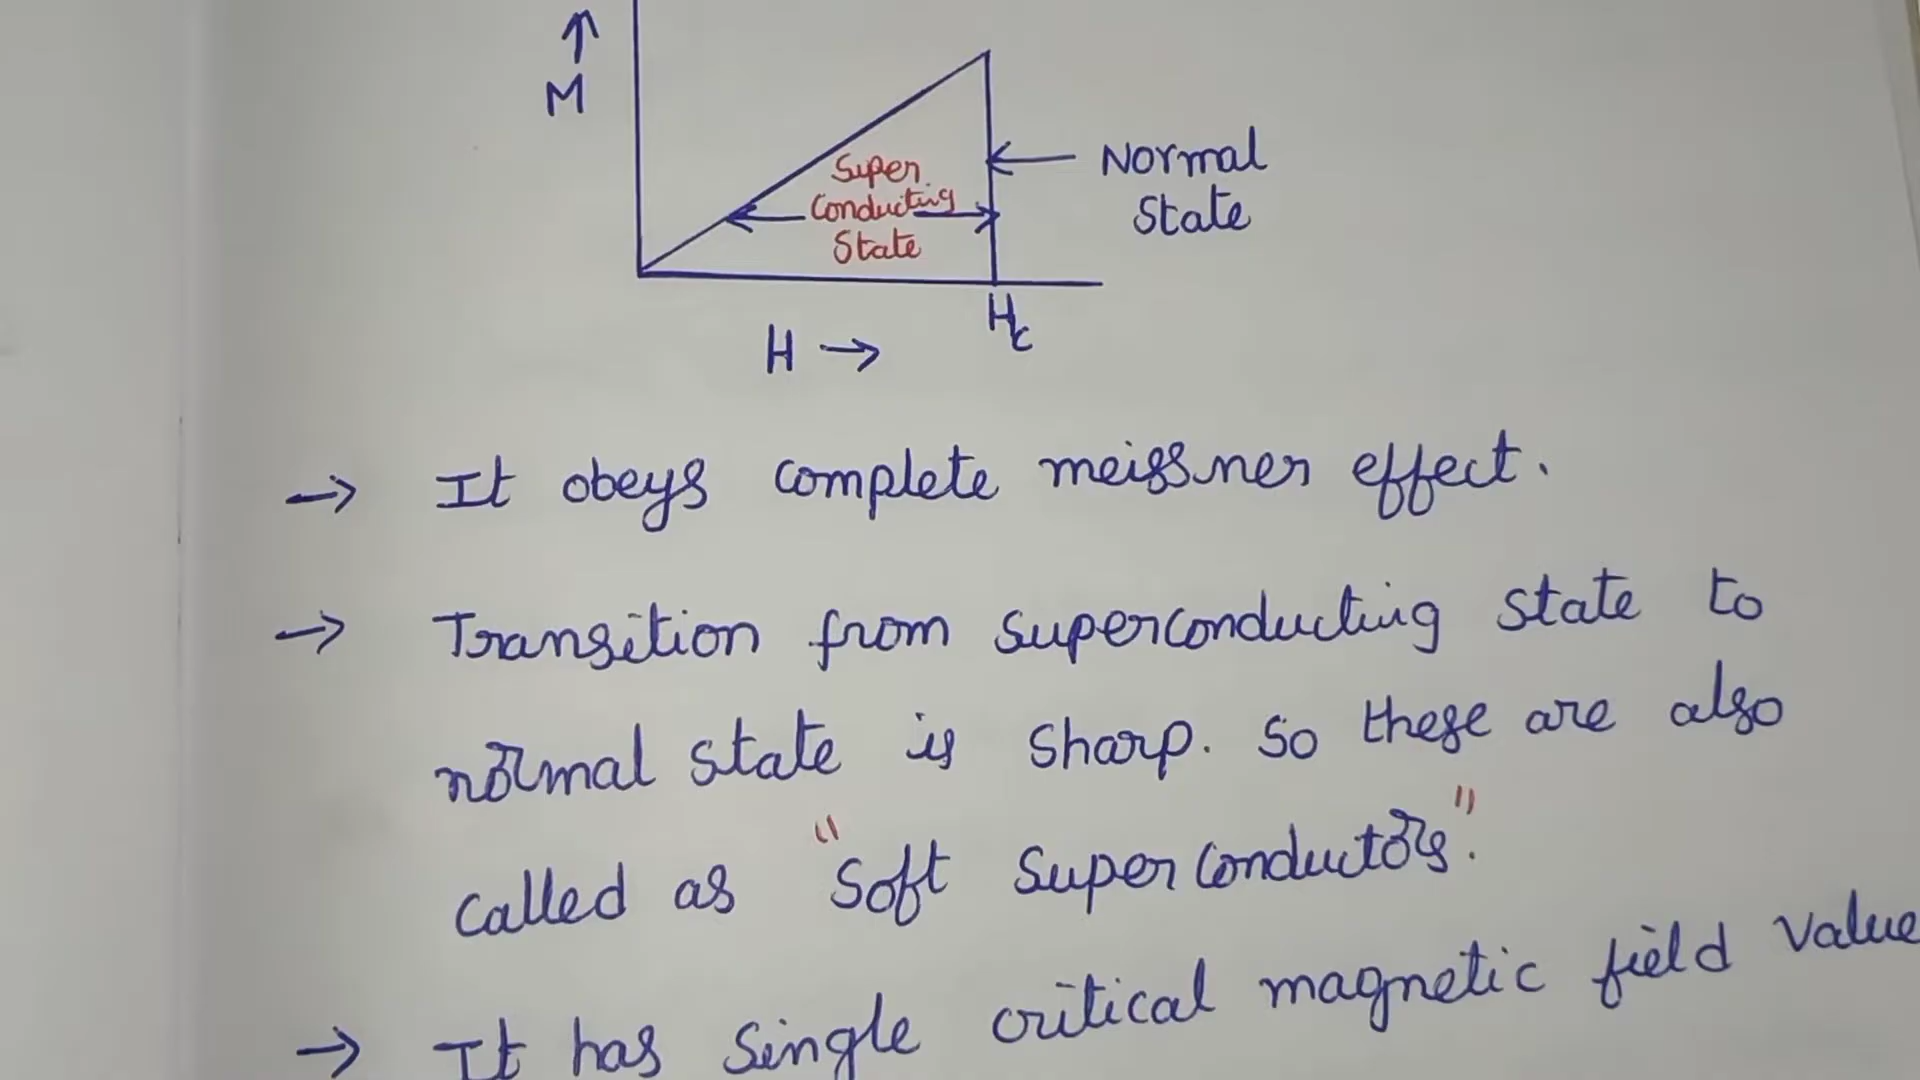 ↑
M
Super
Conducting
State
← Normal
State
Hc
H →
→ It obeys complete meissner effect.
→ Transition from superconducting state to
normal state is sharp. So these are also
called as "Soft Superconductors".
→ It has single critical magnetic field value